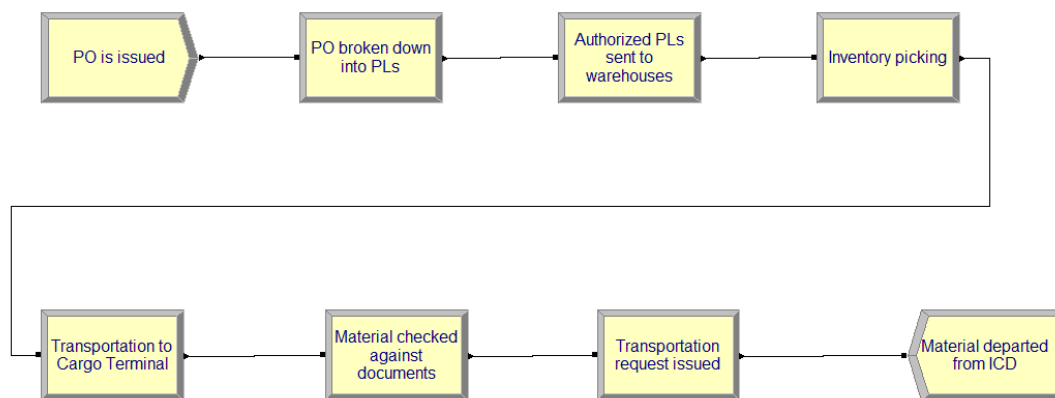 PO is issued
PO broken down
into PLs
Authorized PLs
sent to
warehouses
Inventory picking
Transportation to
Cargo Terminal
Material checked
against
documents
Transportation
request issued
Material departed
from ICD